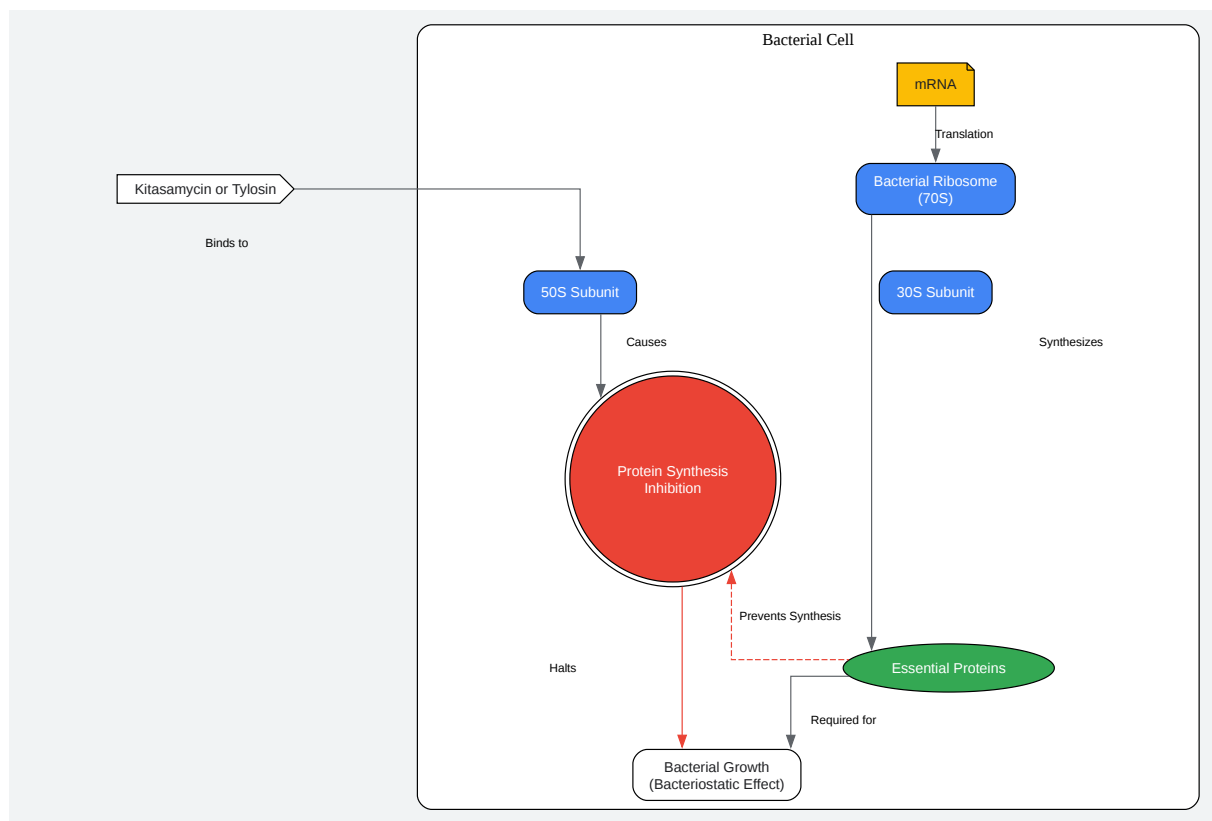 Bacterial Cell
mRNA
Translation
Kitasamycin or Tylosin
Bacterial Ribosome
(70S)
Binds to
50S Subunit
30S Subunit
Causes
Synthesizes
Protein Synthesis
Inhibition
Prevents Synthesis
Halts
Essential Proteins
Required for
Bacterial Growth
(Bacteriostatic Effect)